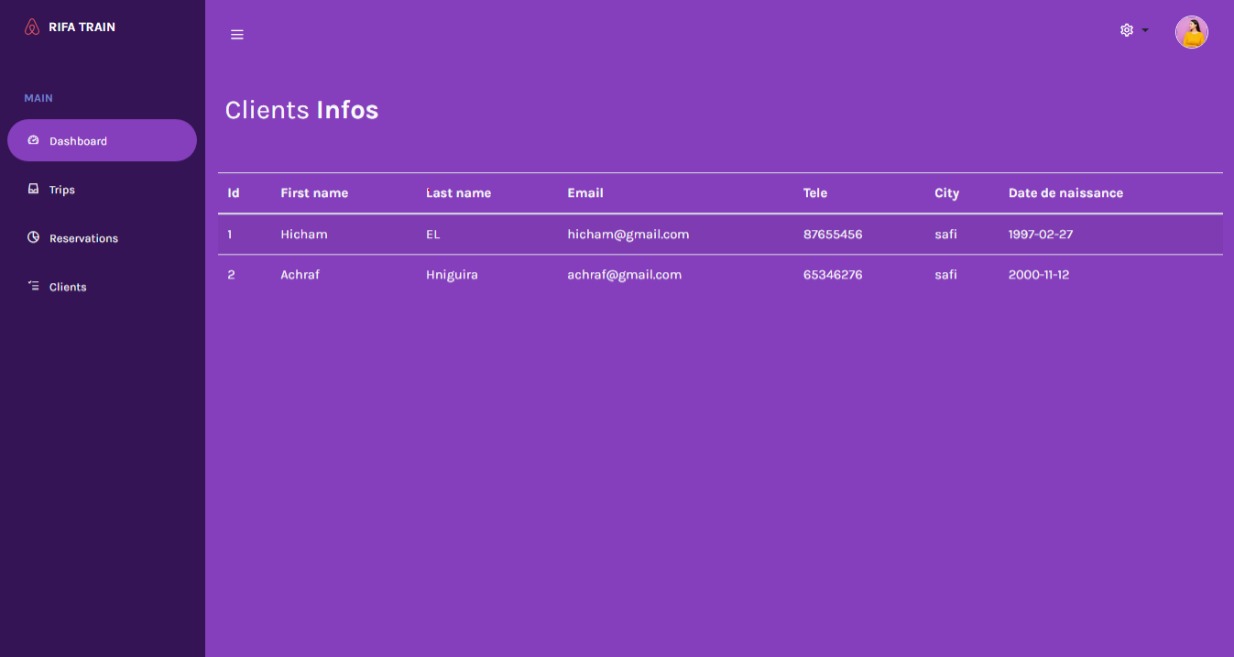 RIFA TRAIN
MAIN
Dashboard
Trips
Reservations
Clients
Clients Infos
Id First name Last name Email Tele City Date de naissance
1 Hicham EL hicham@gmail.com 87655456 safi 1997-02-27
2 Achraf Hniguira achraf@gmail.com 65346276 safi 2000-11-12